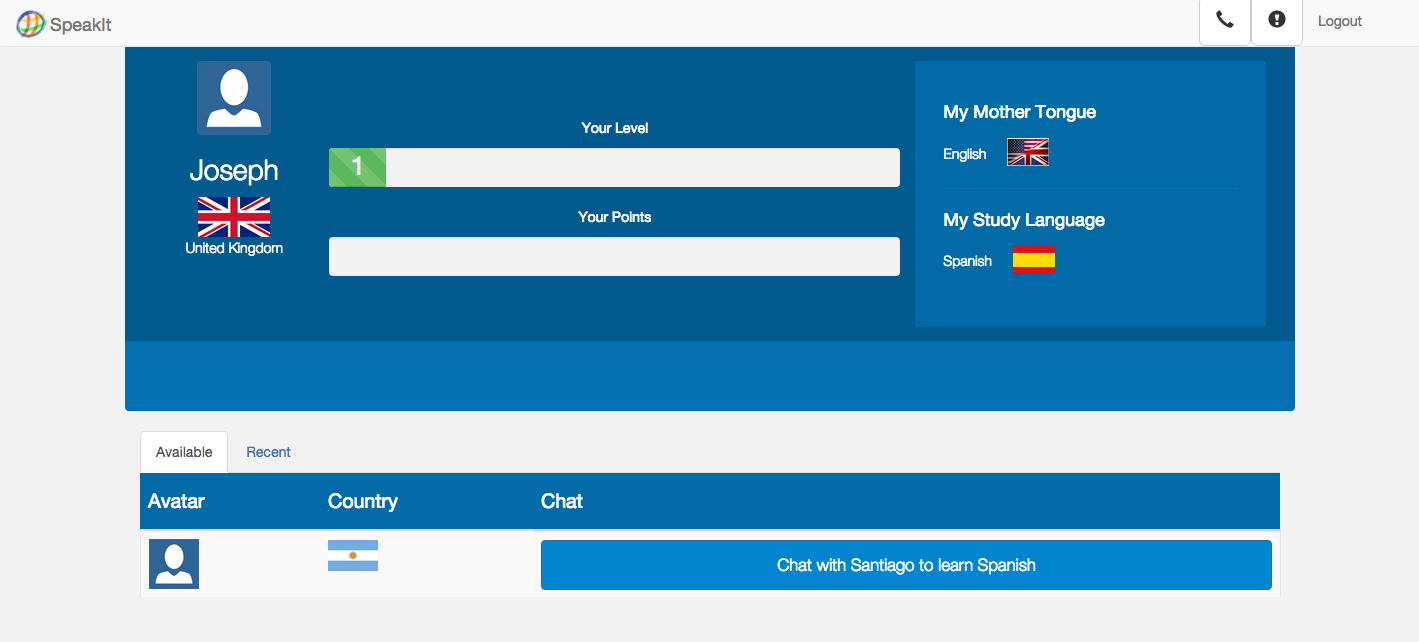 SpeakIt
Logout
Joseph
United Kingdom
Your Level
1
Your Points
My Mother Tongue
English
My Study Language
Spanish
Available Recent
Avatar Country Chat
Chat with Santiago to learn Spanish